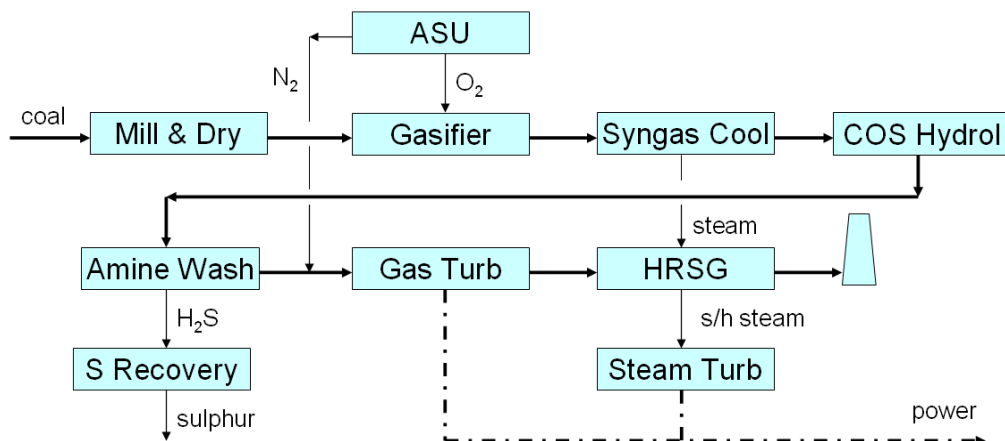 ASU
N₂
O₂
coal
Mill & Dry
Gasifier
Syngas Cool
COS Hydrol
steam
Amine Wash
Gas Turb
HRSG
H₂S
s/h steam
S Recovery
Steam Turb
sulphur
power